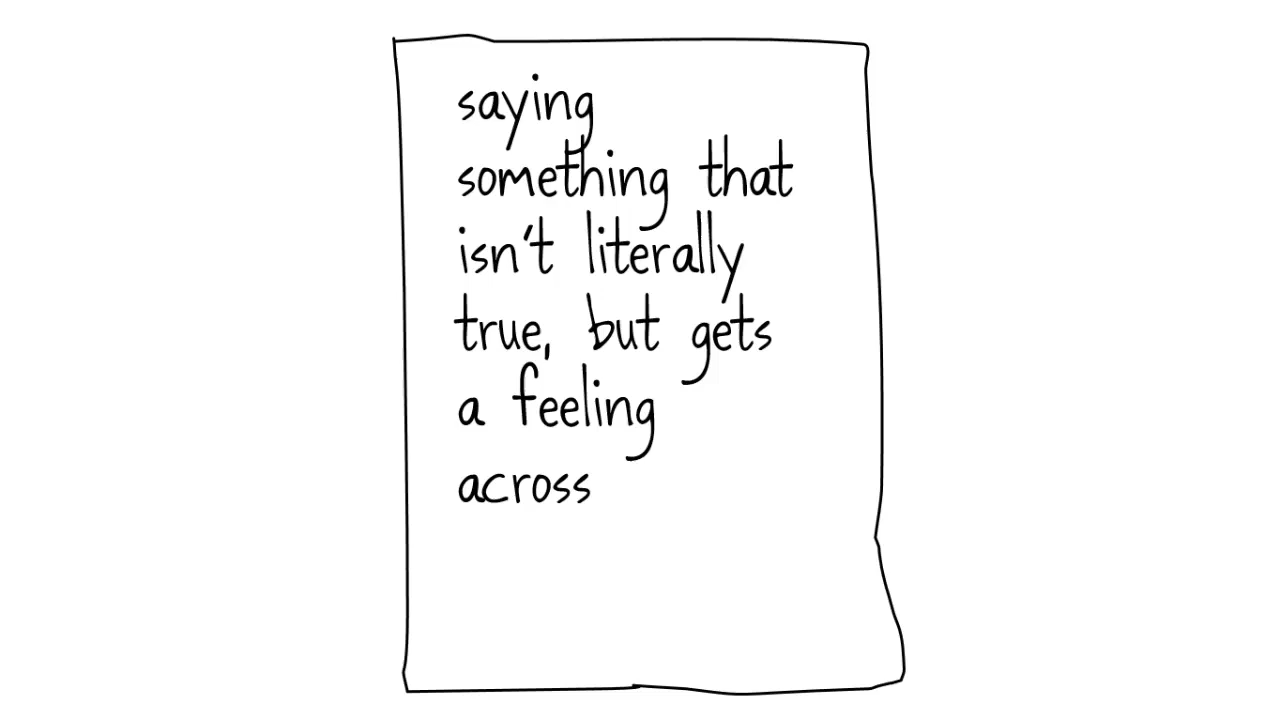 saying
something that
isn't literally
true, but gets
a feeling
across